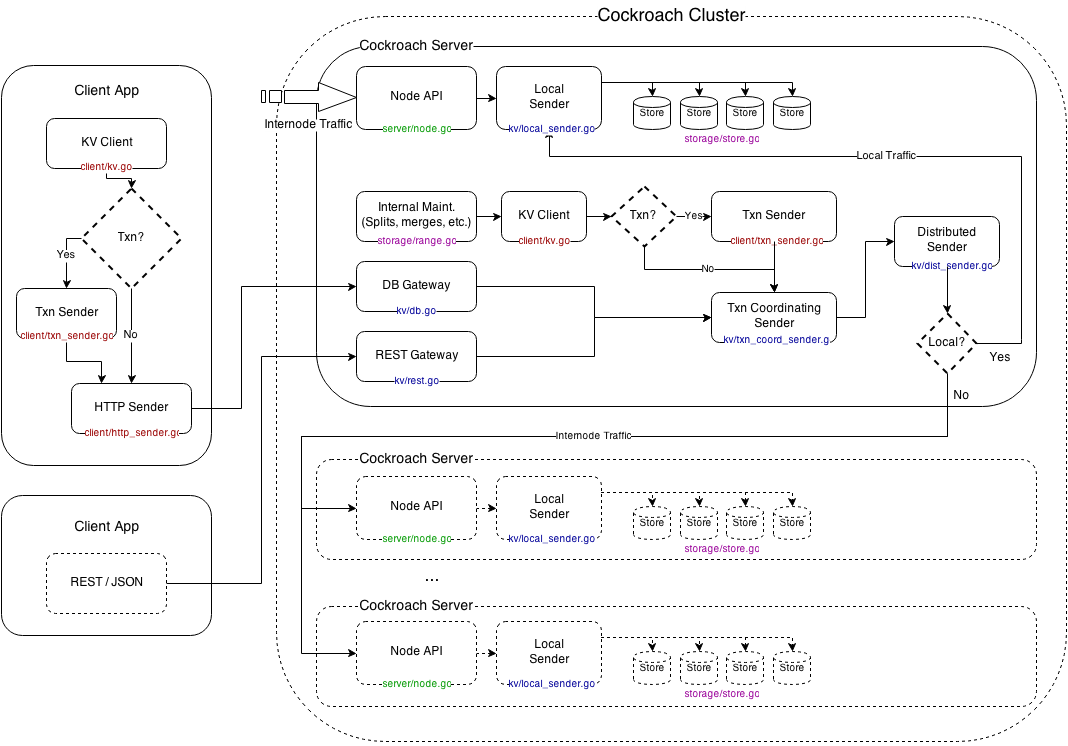 Cockroach Cluster
Cockroach Server
Client App
KV Client
client/kv.go
Txn?
Yes
No
Txn Sender
client/txn_sender.go
HTTP Sender
client/http_sender.go
Client App
REST / JSON
Internode Traffic
Node API
server/node.go
Local
Sender
kv/local_sender.go
Store
Store
Store
Store
storage/store.go
Local Traffic
Internal Maint.
(Splits, merges, etc.)
storage/range.go
KV Client
client/kv.go
Txn?
Yes
No
Txn Sender
client/txn_sender.go
Distributed
Sender
kv/dist_sender.go
DB Gateway
kv/db.go
REST Gateway
kv/rest.go
Txn Coordinating
Sender
kv/txn_coord_sender.g
Local?
Yes
No
Internode Traffic
Cockroach Server
Node API
server/node.go
Local
Sender
kv/local_sender.go
Store
Store
Store
Store
storage/store.go
...
Cockroach Server
Node API
server/node.go
Local
Sender
kv/local_sender.go
Store
Store
Store
Store
storage/store.go